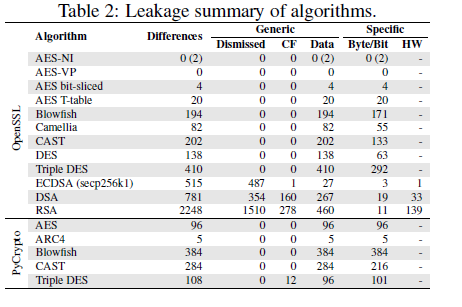 Table 2: Leakage summary of algorithms.
Generic Specific
Algorithm Differences Dismissed CF Data Byte/Bit HW
OpenSSL
AES-NI 0 (2) 0 0 0 (2) 0 (2) -
AES-VP 0 0 0 0 0 -
AES bit-sliced 4 0 0 4 4 -
AES T-table 20 0 0 20 20 -
Blowfish 194 0 0 194 171 -
Camellia 82 0 0 82 55 -
CAST 202 0 0 202 133 -
DES 138 0 0 138 63 -
Triple DES 410 0 0 410 292 -
ECDSA (secp256k1) 515 487 1 27 3 1
DSA 781 354 160 267 19 33
RSA 2248 1510 278 460 11 139
PyCrypto
AES 96 0 0 96 96 -
ARC4 5 0 0 5 5 -
Blowfish 384 0 0 384 384 -
CAST 284 0 0 284 216 -
Triple DES 108 0 12 96 101 -